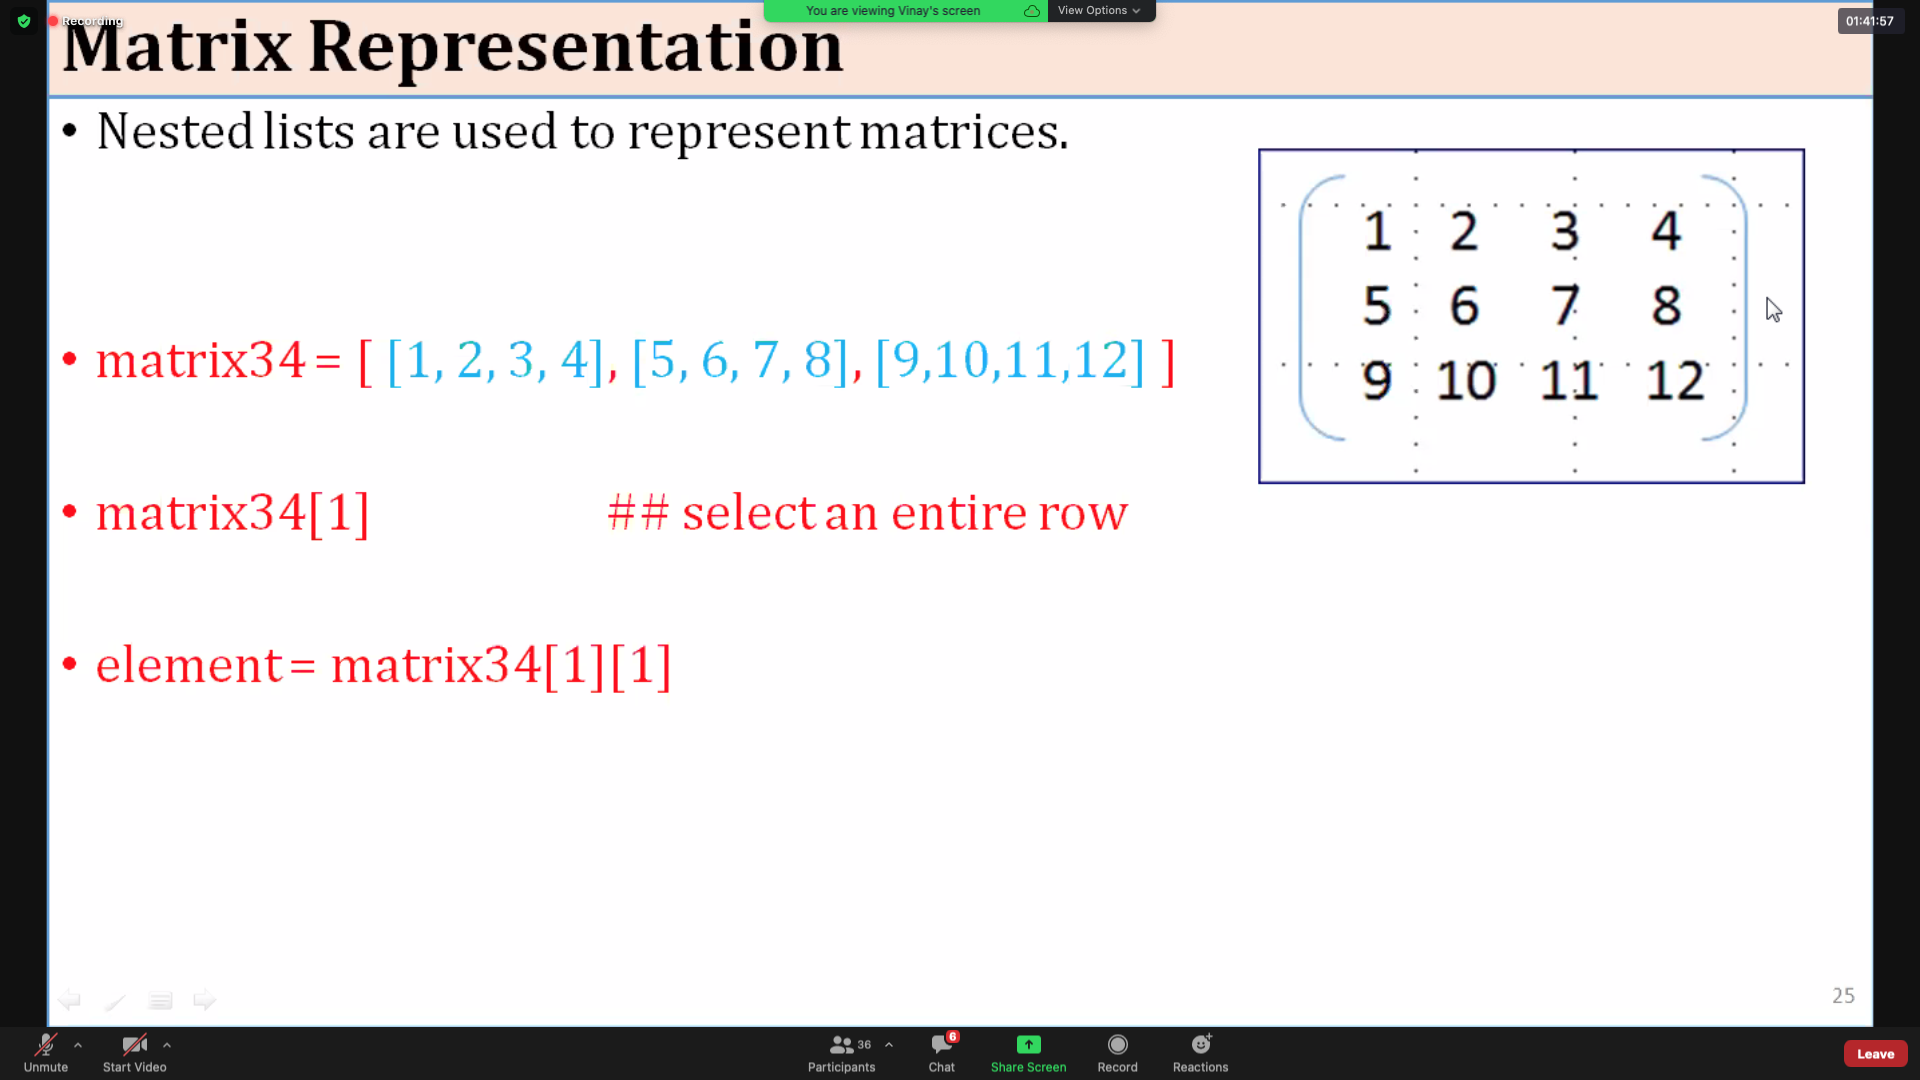 Recording
You are viewing Vinay's screen
View Options
01:41:57
Matrix Representation
• Nested lists are used to represent matrices.
1 2 3 4
5 6 7 8
9 10 11 12
• matrix34 = [ [1, 2, 3, 4], [5, 6, 7, 8], [9,10,11,12] ]
• matrix34[1] ## select an entire row
• element = matrix34[1][1]
25
Unmute
Start Video
36
Participants
6
Chat
Share Screen
Record
Reactions
Leave